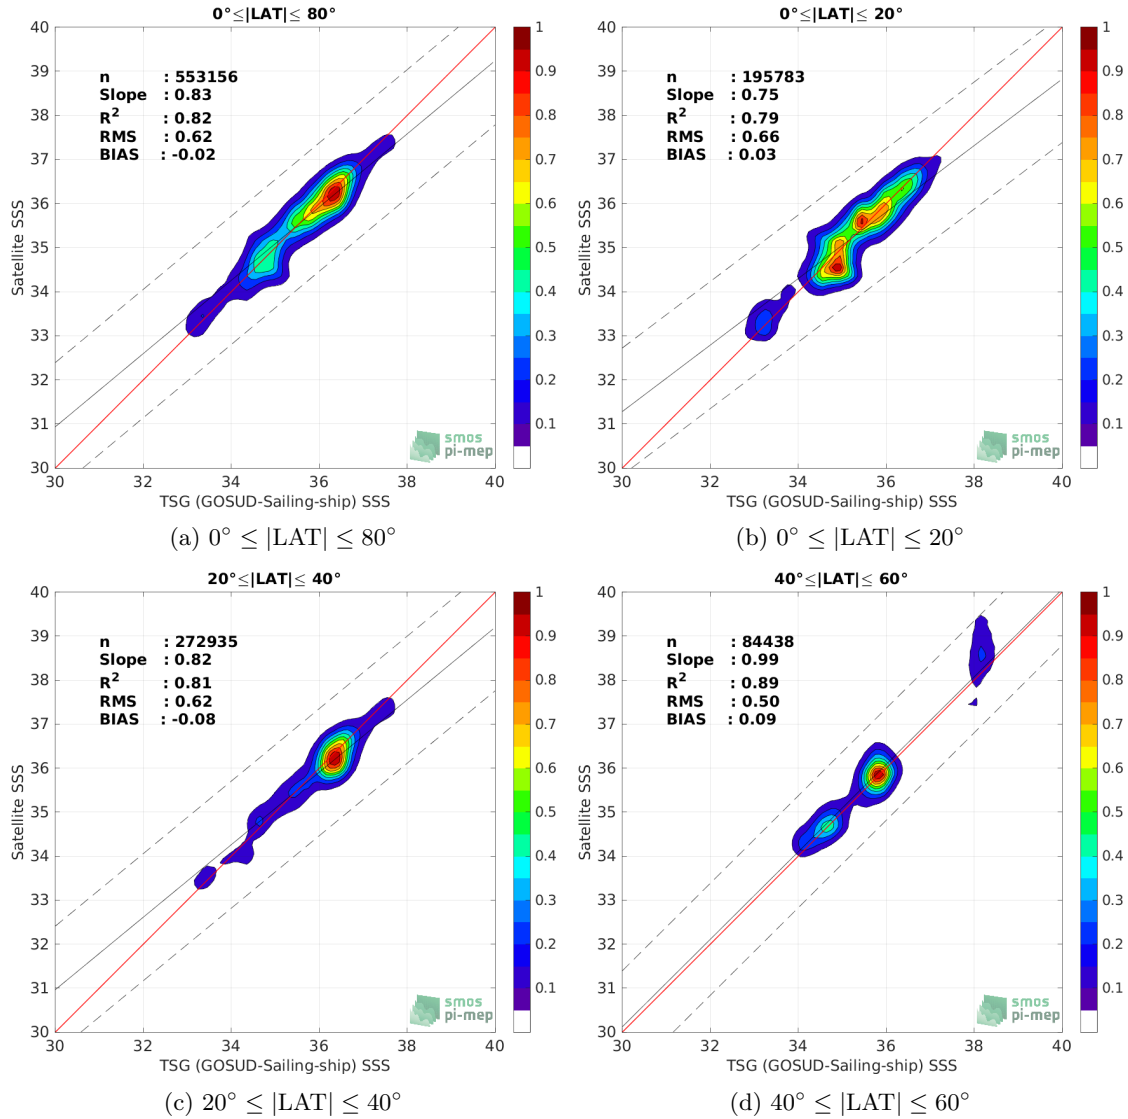 0°≤|LAT|≤ 80°
40
39
38
37
36
35
34
33
32
31
30
Satellite SSS
n : 553156
Slope : 0.83
R² : 0.82
RMS : 0.62
BIAS : -0.02
smos
pi-mep
30 32 34 36 38 40
TSG (GOSUD-Sailing-ship) SSS
1
0.9
0.8
0.7
0.6
0.5
0.4
0.3
0.2
0.1
(a) 0° ≤ |LAT| ≤ 80°
0°≤|LAT|≤ 20°
40
39
38
37
36
35
34
33
32
31
30
Satellite SSS
n : 195783
Slope : 0.75
R² : 0.79
RMS : 0.66
BIAS : 0.03
smos
pi-mep
30 32 34 36 38 40
TSG (GOSUD-Sailing-ship) SSS
1
0.9
0.8
0.7
0.6
0.5
0.4
0.3
0.2
0.1
(b) 0° ≤ |LAT| ≤ 20°
20°≤|LAT|≤ 40°
40
39
38
37
36
35
34
33
32
31
30
Satellite SSS
n : 272935
Slope : 0.82
R² : 0.81
RMS : 0.62
BIAS : -0.08
smos
pi-mep
30 32 34 36 38 40
TSG (GOSUD-Sailing-ship) SSS
1
0.9
0.8
0.7
0.6
0.5
0.4
0.3
0.2
0.1
(c) 20° ≤ |LAT| ≤ 40°
40°≤|LAT|≤ 60°
40
39
38
37
36
35
34
33
32
31
30
Satellite SSS
n : 84438
Slope : 0.99
R² : 0.89
RMS : 0.50
BIAS : 0.09
smos
pi-mep
30 32 34 36 38 40
TSG (GOSUD-Sailing-ship) SSS
1
0.9
0.8
0.7
0.6
0.5
0.4
0.3
0.2
0.1
(d) 40° ≤ |LAT| ≤ 60°